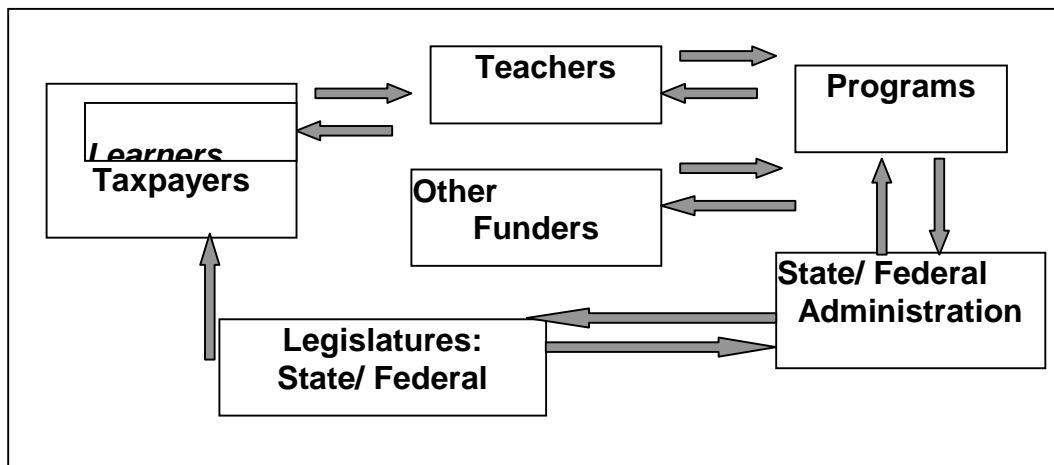 Teachers
Programs
Learners
Taxpayers
Other
Funders
State/ Federal
Administration
Legislatures:
State/ Federal